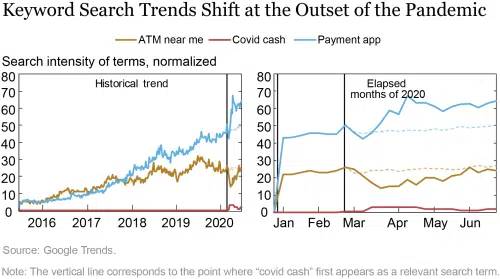 Keyword Search Trends Shift at the Outset of the Pandemic
ATM near me Covid cash Payment app
Search intensity of terms, normalized
80 Historical trend
70
60
50
40
30
20
10
0
2016 2017 2018 2019 2020
80 Elapsed
months of 2020
70
60
50
40
30
20
10
0
Jan Feb Mar Apr May Jun
Source: Google Trends.
Note: The vertical line corresponds to the point where “covid cash” first appears as a relevant search term.